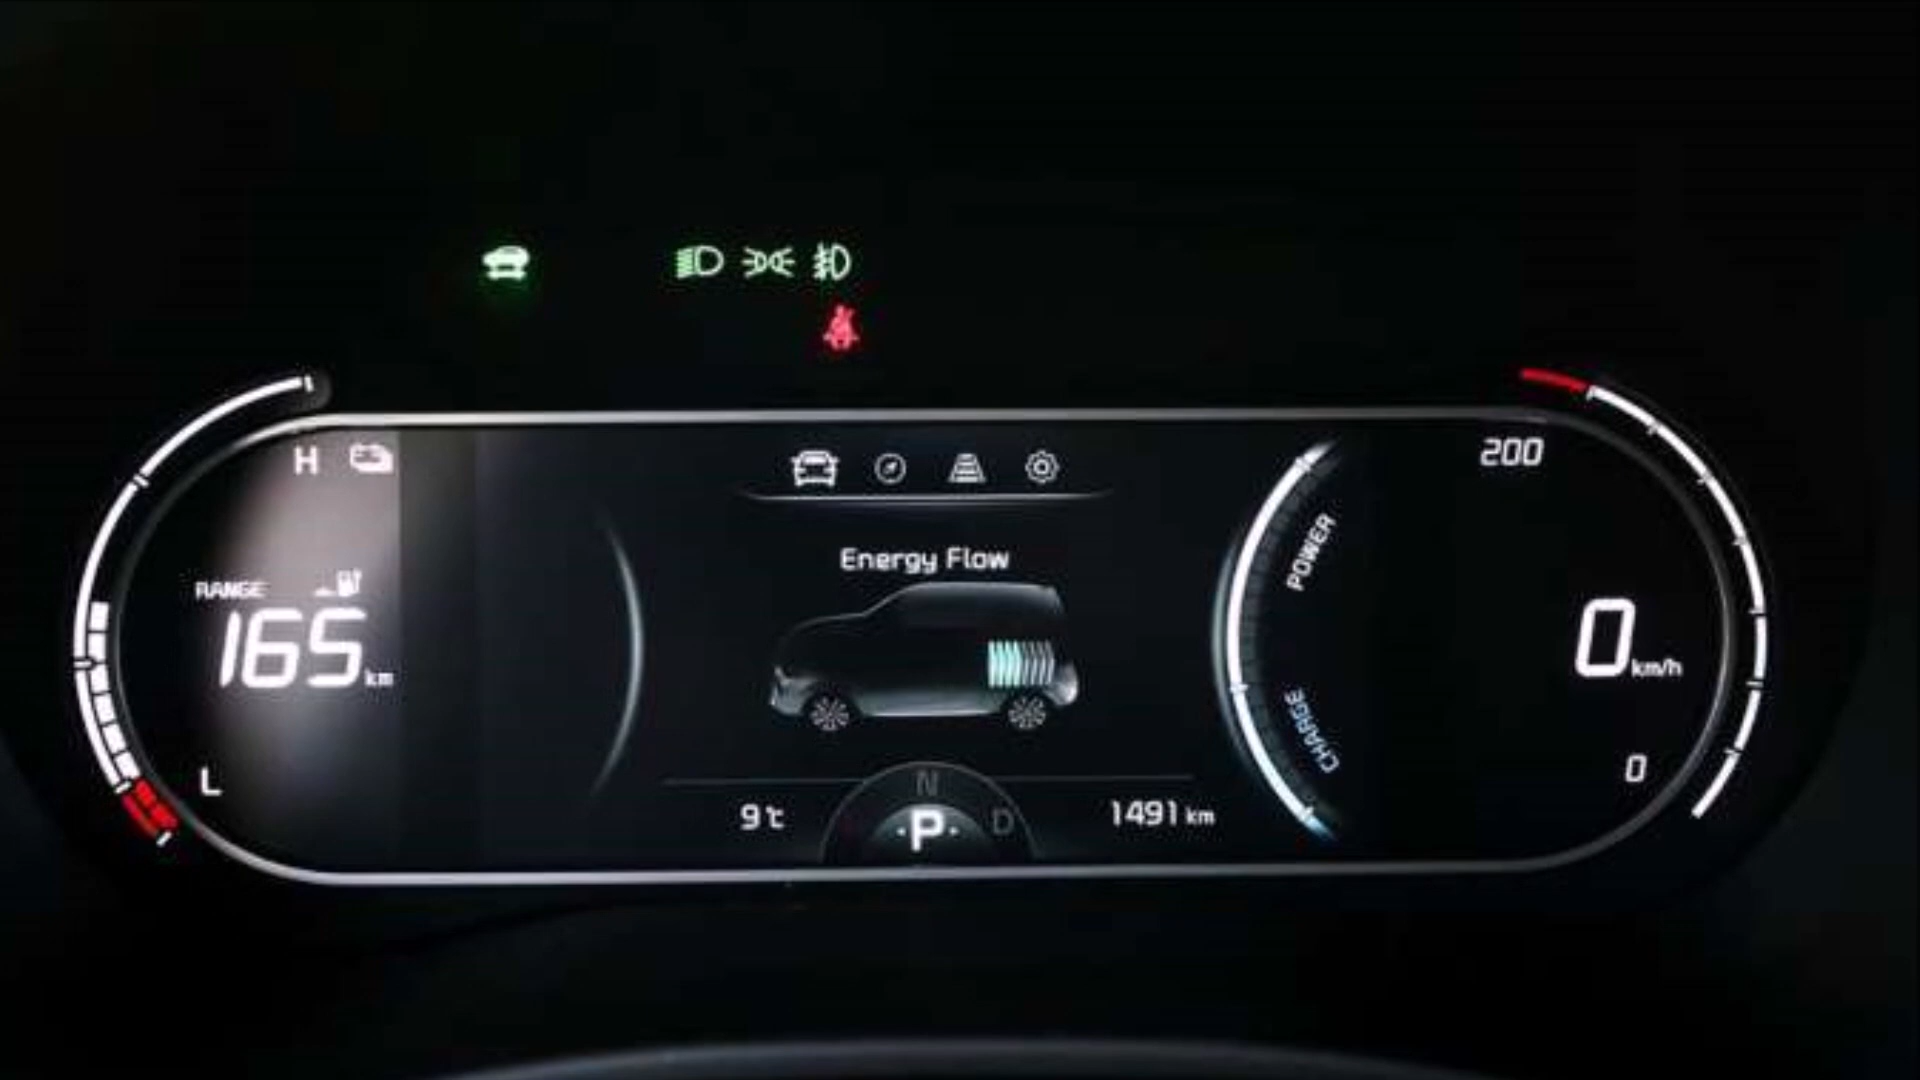 H
200
Energy Flow
POWER
RANGE
165 km
0 km/h
CHARGE
L
N
0
9°C
P
D
1491 km